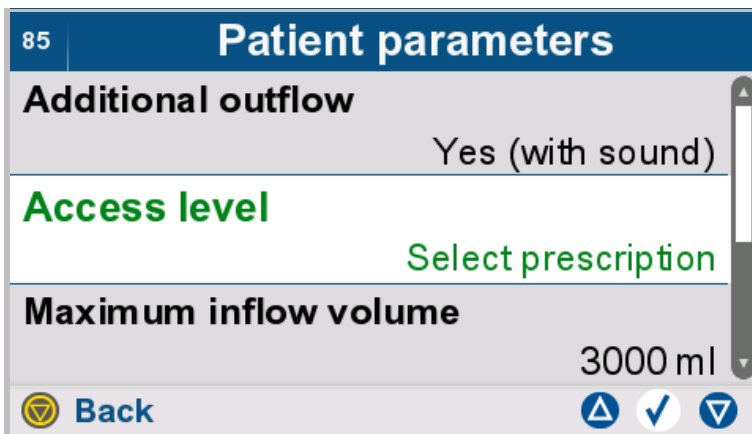 85
Patient parameters
Additional outflow
Yes (with sound)
Access level
Select prescription
Maximum inflow volume
3000 ml
Back